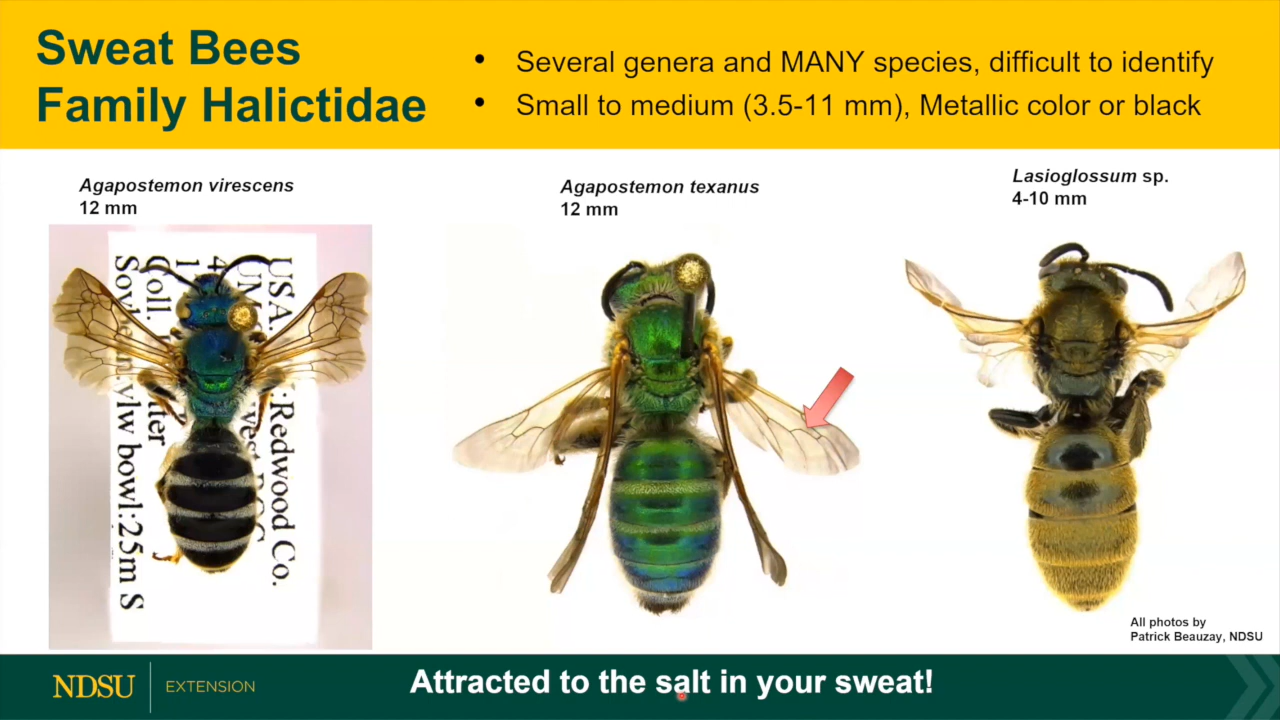 Sweat Bees
Family Halictidae
• Several genera and MANY species, difficult to identify
• Small to medium (3.5-11 mm), Metallic color or black
Agapostemon virescens
12 mm
Agapostemon texanus
12 mm
Lasioglossum sp.
4-10 mm
USA.
:Redwood Co.
Coll.
ylw bowl:25m S
All photos by
Patrick Beauzay, NDSU
NDSU
EXTENSION
Attracted to the salt in your sweat!